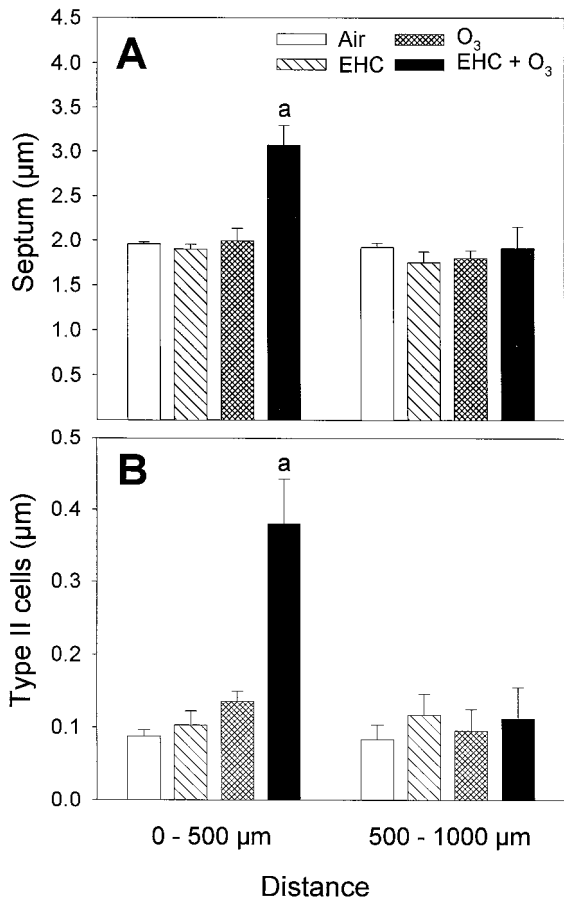 A
Air
O₃
EHC
EHC + O₃
4.5
4.0
3.5
3.0
2.5
2.0
1.5
1.0
0.5
Septum (μm)
a
B
0.5
0.4
0.3
0.2
0.1
0.0
Type II cells (μm)
a
0 - 500 μm
500 - 1000 μm
Distance